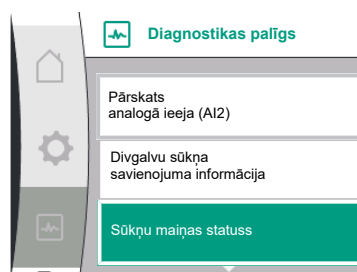 Diagnostikas palīgs
Pārskats
analogā ieeja (AI2)
Divgalvu sūkņa
savienojuma informācija
Sūkņu maiņas statuss